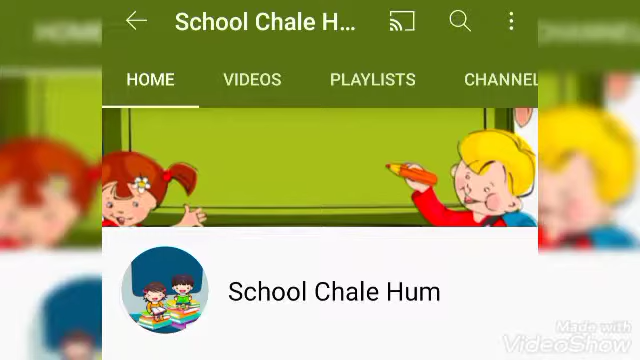 School Chale H...
HOME VIDEOS PLAYLISTS CHANNEL
School Chale Hum
Made with
VideoShow